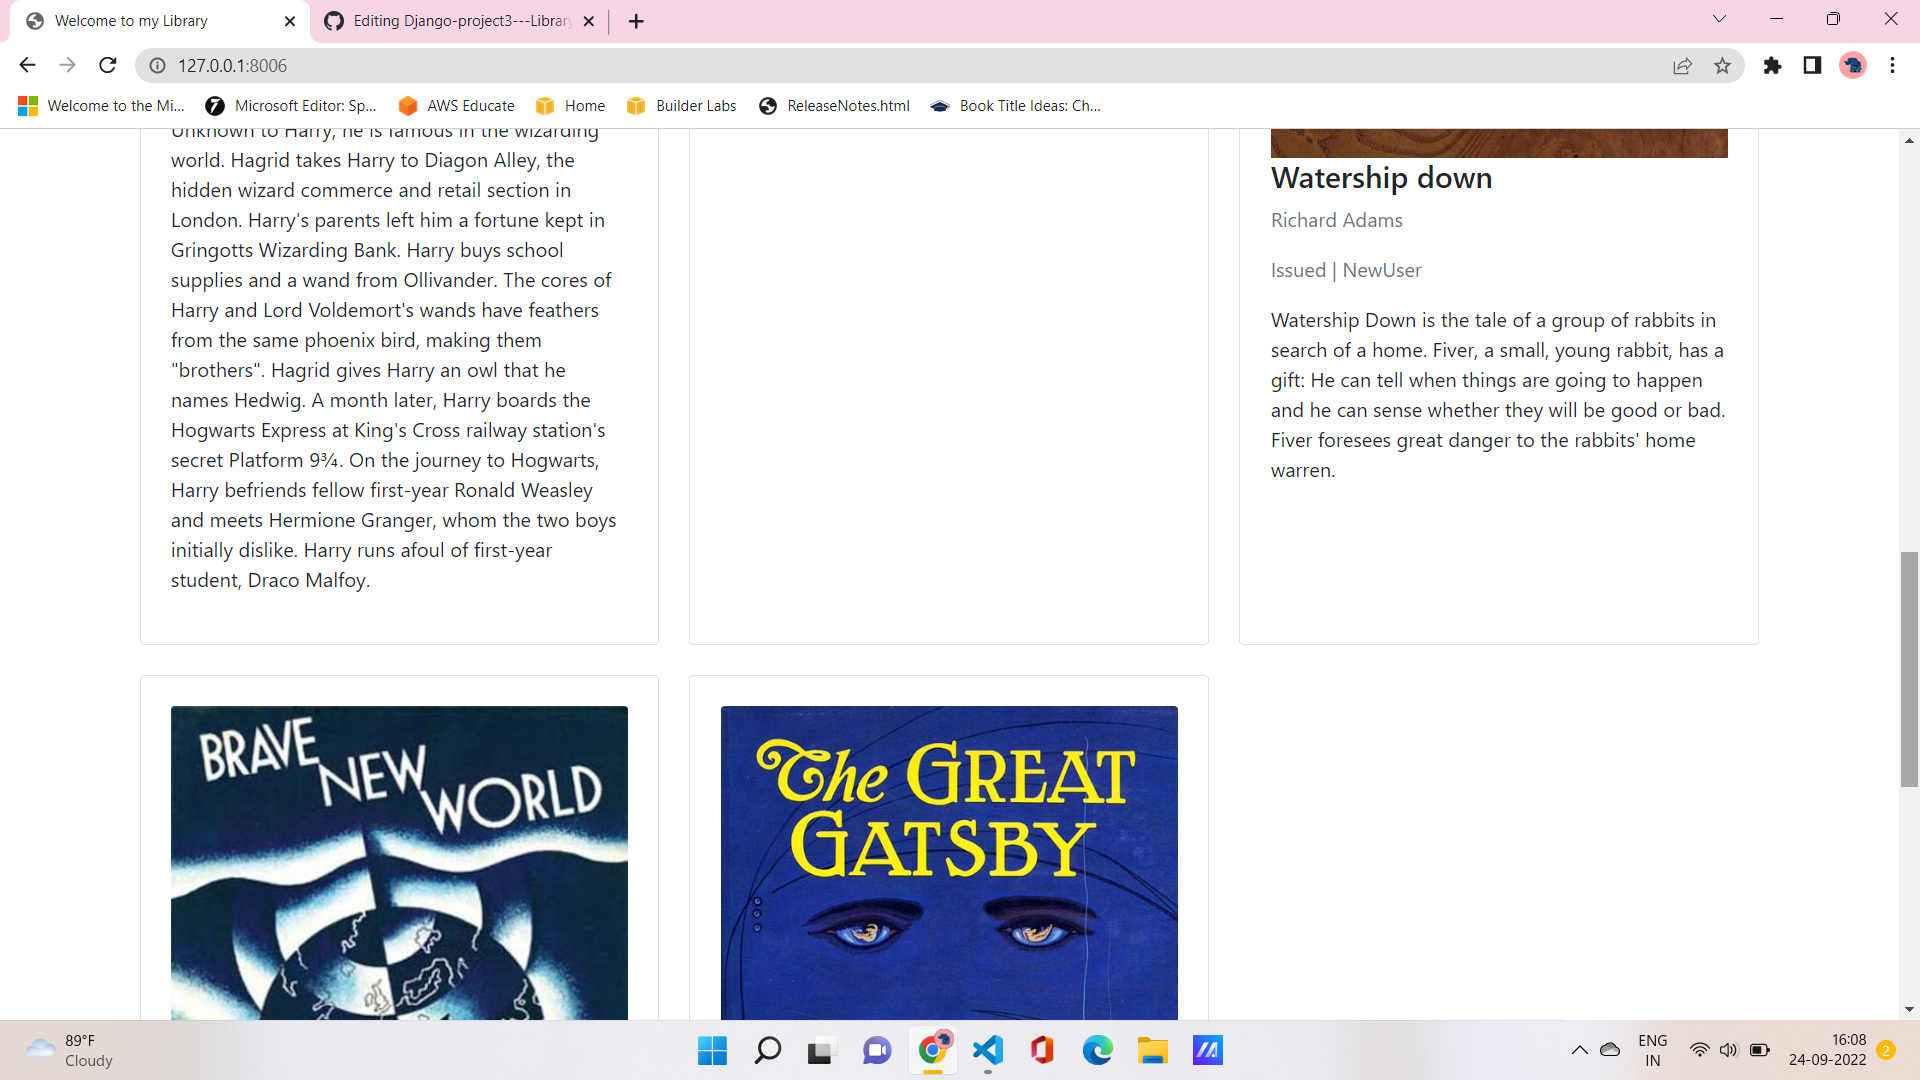 Welcome to my Library
Editing Django-project3---Library
127.0.0.1:8006
Welcome to the Mi...
Microsoft Editor: Sp...
AWS Educate
Home
Builder Labs
ReleaseNotes.html
Book Title Ideas: Ch...
Unknown to Harry, he is famous in the wizarding
world. Hagrid takes Harry to Diagon Alley, the
hidden wizard commerce and retail section in
London. Harry's parents left him a fortune kept in
Gringotts Wizarding Bank. Harry buys school
supplies and a wand from Ollivander. The cores of
Harry and Lord Voldemort's wands have feathers
from the same phoenix bird, making them
"brothers". Hagrid gives Harry an owl that he
names Hedwig. A month later, Harry boards the
Hogwarts Express at King's Cross railway station's
secret Platform 9¾. On the journey to Hogwarts,
Harry befriends fellow first-year Ronald Weasley
and meets Hermione Granger, whom the two boys
initially dislike. Harry runs afoul of first-year
student, Draco Malfoy.
Watership down
Richard Adams
Issued | NewUser
Watership Down is the tale of a group of rabbits in
search of a home. Fiver, a small, young rabbit, has a
gift: He can tell when things are going to happen
and he can sense whether they will be good or bad.
Fiver foresees great danger to the rabbits' home
warren.
BRAVE
NEW
WORLD
The GREAT
GATSBY
89°F
Cloudy
ENG
IN
16:08
24-09-2022
2